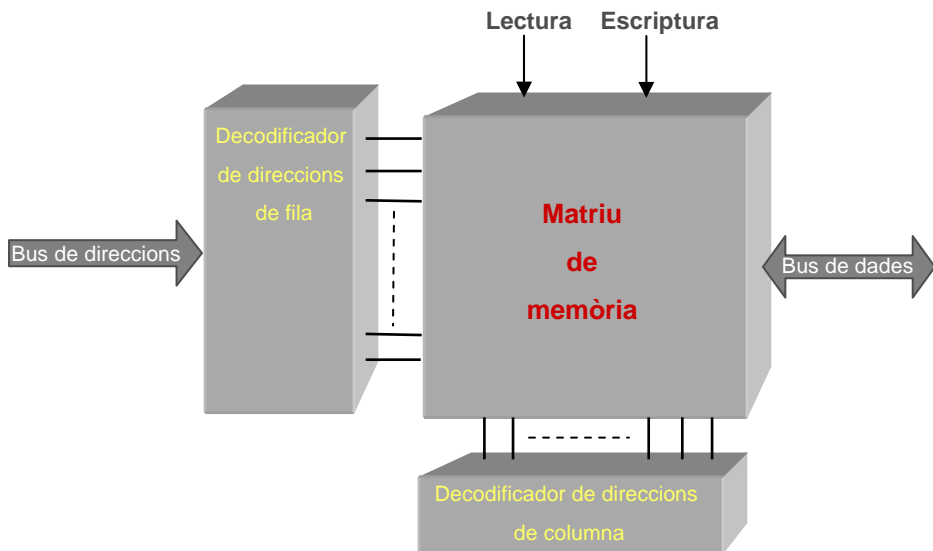 Lectura
Escriptura
Decodificador
de direccions
de fila
Matriu
de
memòria
Bus de direccions
Bus de dades
Decodificador de direccions
de columna